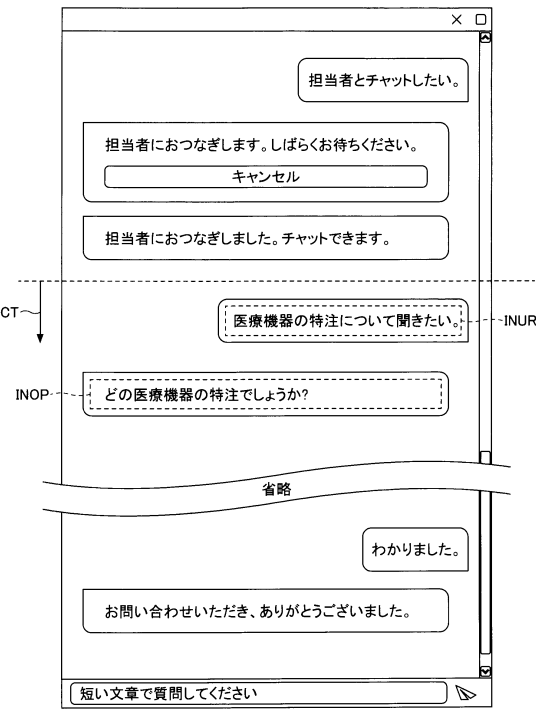 担当者とチャットしたい。
担当者におつなぎします。しばらくお待ちください。
キャンセル
担当者におつなぎしました。チャットできます。
CT
医療機器の特注について聞きたい。
INUR
INOP
どの医療機器の特注でしょうか?
省略
わかりました。
お問い合わせいただき、ありがとうございました。
短い文章で質問してください